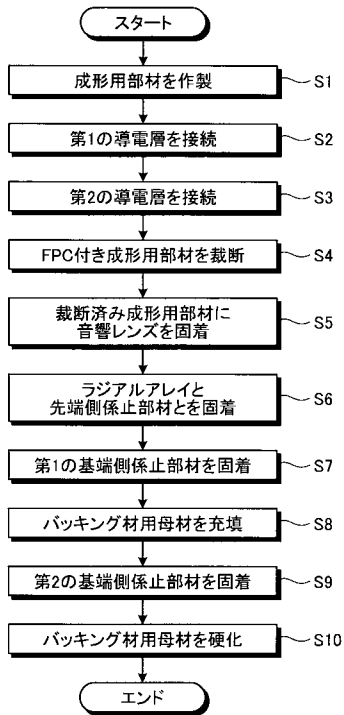 スタート
成形用部材を作製
S1
第1の導電層を接続
S2
第2の導電層を接続
S3
FPC付き成形用部材を裁断
S4
裁断済み成形用部材に
音響レンズを固着
S5
ラジアルアレイと
先端側係止部材とを固着
S6
第1の基端側係止部材を固着
S7
バッキング材用母材を充填
S8
第2の基端側係止部材を固着
S9
バッキング材用母材を硬化
S10
エンド